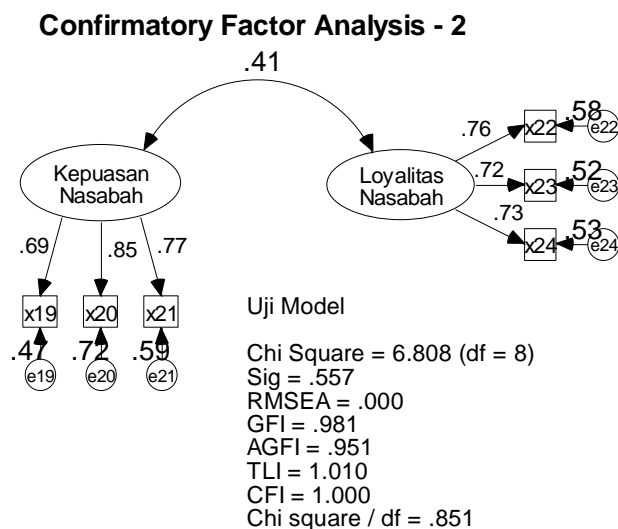 Confirmatory Factor Analysis - 2
.41
Kepuasan
Nasabah
Loyalitas
Nasabah
.76
x22
.58
e22
.72
x23
.52
e23
.73
x24
.53
e24
.69
.85
.77
x19
x20
x21
.47
.72
.59
e19
e20
e21
Uji Model
Chi Square = 6.808 (df = 8)
Sig = .557
RMSEA = .000
GFI = .981
AGFI = .951
TLI = 1.010
CFI = 1.000
Chi square / df = .851